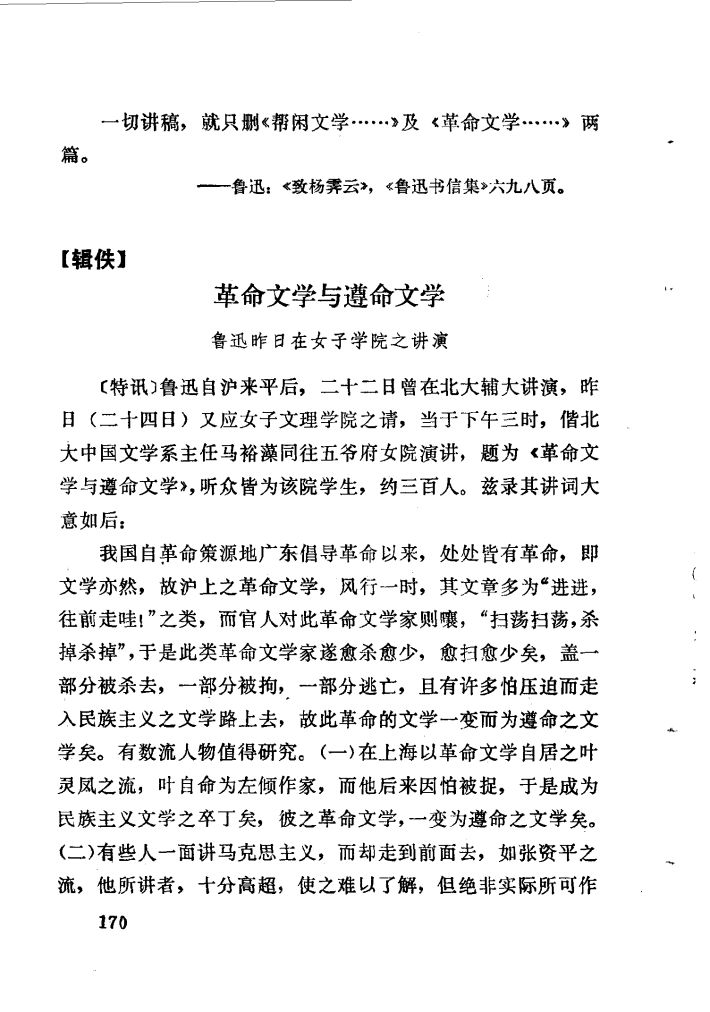 一切讲稿，就只删《帮闲文学……》及《革命文学……》两
篇。
——鲁迅：《致杨霁云》，《鲁迅书信集》六九八页。
【辑佚】
革命文学与遵命文学
鲁迅昨日在女子学院之讲演
〔特讯〕鲁迅自沪来平后，二十二日曾在北大辅大讲演，昨
日（二十四日）又应女子文理学院之请，当于下午三时，偕北
大中国文学系主任马裕藻同往五爷府女院演讲，题为《革命文
学与遵命文学》，听众皆为该院学生，约三百人。兹录其讲词大
意如后：
我国自革命策源地广东倡导革命以来，处处皆有革命，即
文学亦然，故沪上之革命文学，风行一时，其文章多为“进进，
往前走哇！”之类，而官人对此革命文学家则嚷，“扫荡扫荡，杀
掉杀掉”，于是此类革命文学家遂愈杀愈少，愈扫愈少矣，盖一
部分被杀去，一部分被拘，一部分逃亡，且有许多怕压迫而走
入民族主义之文学路上去，故此革命的文学一变而为遵命之文
学矣。有数流人物值得研究。（一）在上海以革命文学自居之叶
灵凤之流，叶自命为左倾作家，而他后来因怕被捉，于是成为
民族主义文学之卒丁矣，彼之革命文学，一变为遵命之文学矣。
（二）有些人一面讲马克思主义，而却走到前面去，如张资平之
流，他所讲者，十分高超，使之难以了解，但绝非实际所可作
170